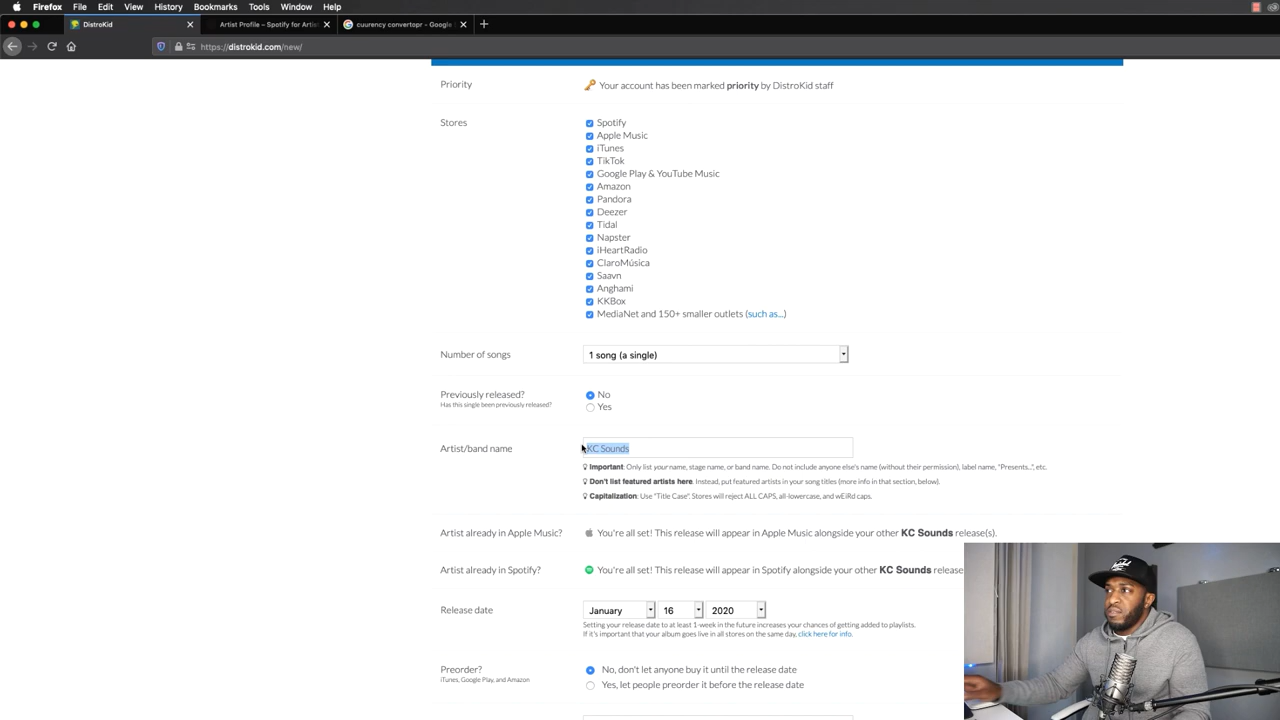 Firefox File Edit View History Bookmarks Tools Window Help
DistroKid
Artist Profile – Spotify for Artist
cuurency convertopr - Google
https://distrokid.com/new/
Priority
Your account has been marked priority by DistroKid staff
Stores
Spotify
Apple Music
iTunes
TikTok
Google Play & YouTube Music
Amazon
Pandora
Deezer
Tidal
Napster
iHeartRadio
ClaroMúsica
Saavn
Anghami
KKBox
MediaNet and 150+ smaller outlets (such as...)
Number of songs
1 song (a single)
Previously released?
Has this single been previously released?
No
Yes
Artist/band name
KC Sounds
Important: Only list your name, stage name, or band name. Do not include anyone else's name (without their permission), label name, "Presents...", etc.
Don't list featured artists here. Instead, put featured artists in your song titles (more info in that section, below).
Capitalization: Use "Title Case". Stores will reject ALL CAPS, all-lowercase, and wEiRd caps.
Artist already in Apple Music?
You're all set! This release will appear in Apple Music alongside your other KC Sounds release(s).
Artist already in Spotify?
You're all set! This release will appear in Spotify alongside your other KC Sounds release
Release date
January 16 2020
Setting your release date to at least 1-week in the future increases your chances of getting added to playlists.
If it's important that your album goes live in all stores on the same day, click here for info.
Preorder?
iTunes, Google Play, and Amazon
No, don't let anyone buy it until the release date
Yes, let people preorder it before the release date